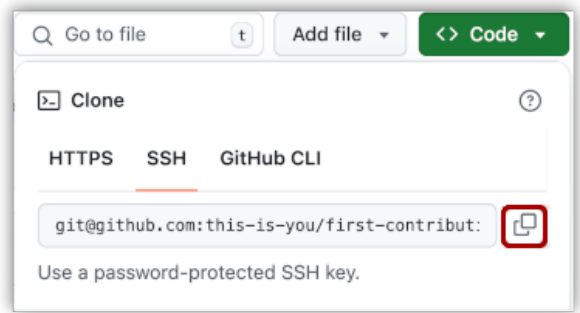 Go to file t Add file <> Code
Clone
HTTPS SSH GitHub CLI
git@github.com:this-is-you/first-contribut:
Use a password-protected SSH key.